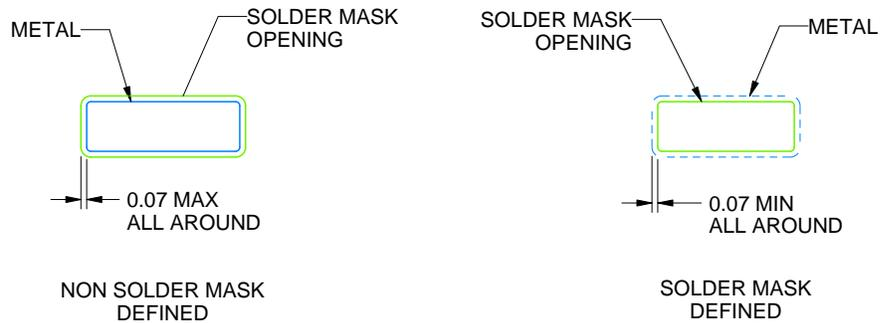 METAL
SOLDER MASK
OPENING
0.07 MAX
ALL AROUND
NON SOLDER MASK
DEFINED
SOLDER MASK
OPENING
METAL
0.07 MIN
ALL AROUND
SOLDER MASK
DEFINED